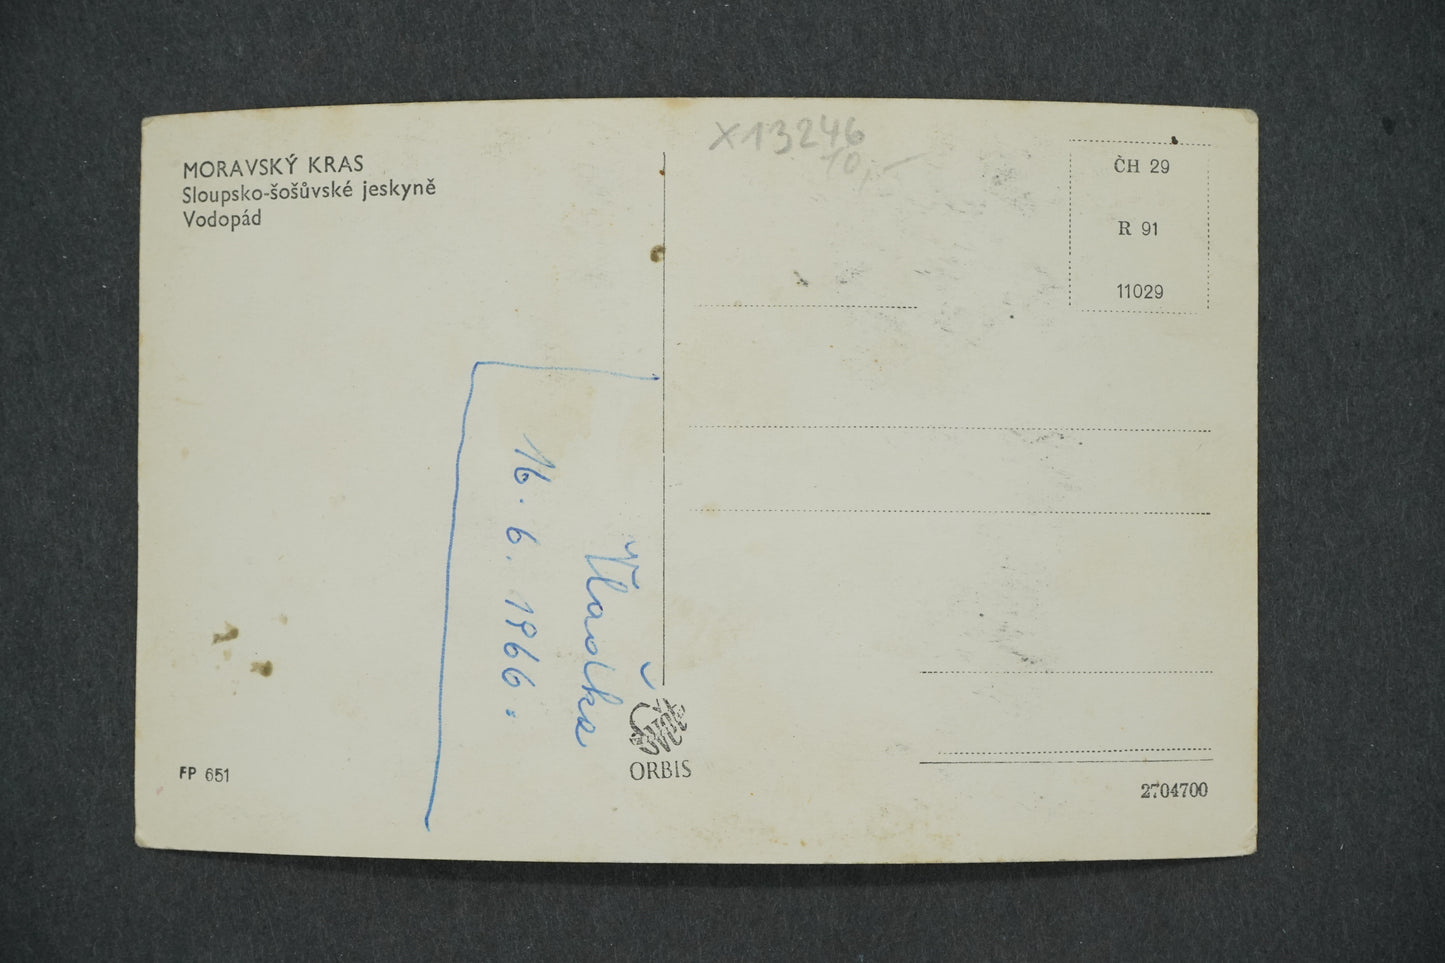 MORAVSKÝ KRAS
Sloupsko-šošůvské jeskyně
Vodopád
X13246
10,-
ČH 29
R 91
11029
16. 6. 1966.
Svět
ORBIS
FP 651
2704700